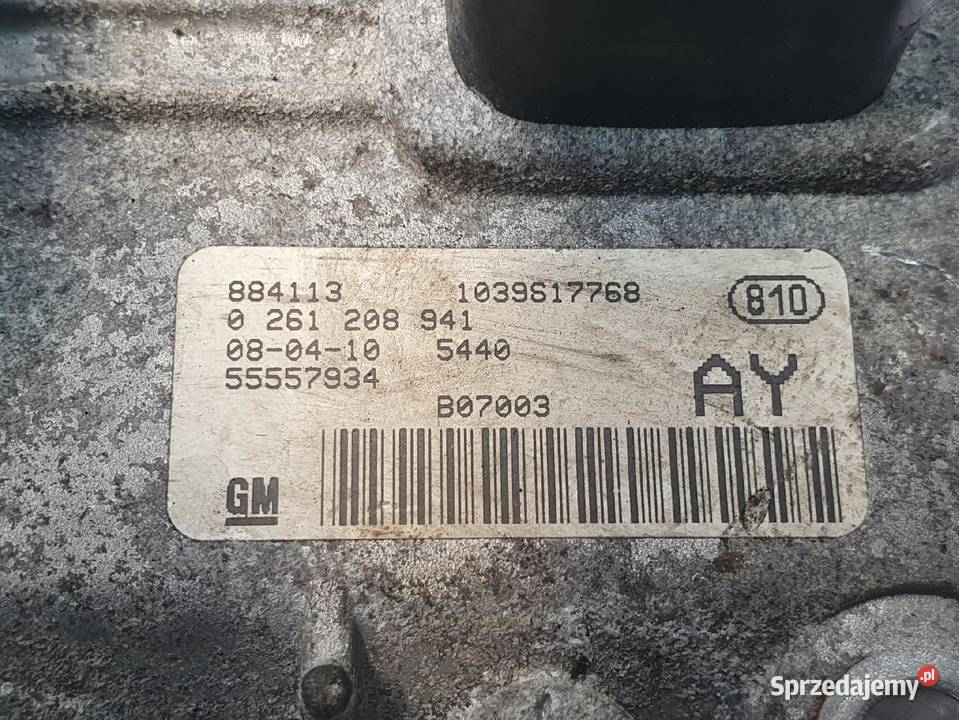 884113 1039S17768 810
0 261 208 941
08-04-10 5440
55557934 AY
B07003
GM
Sprzedajemy.pl